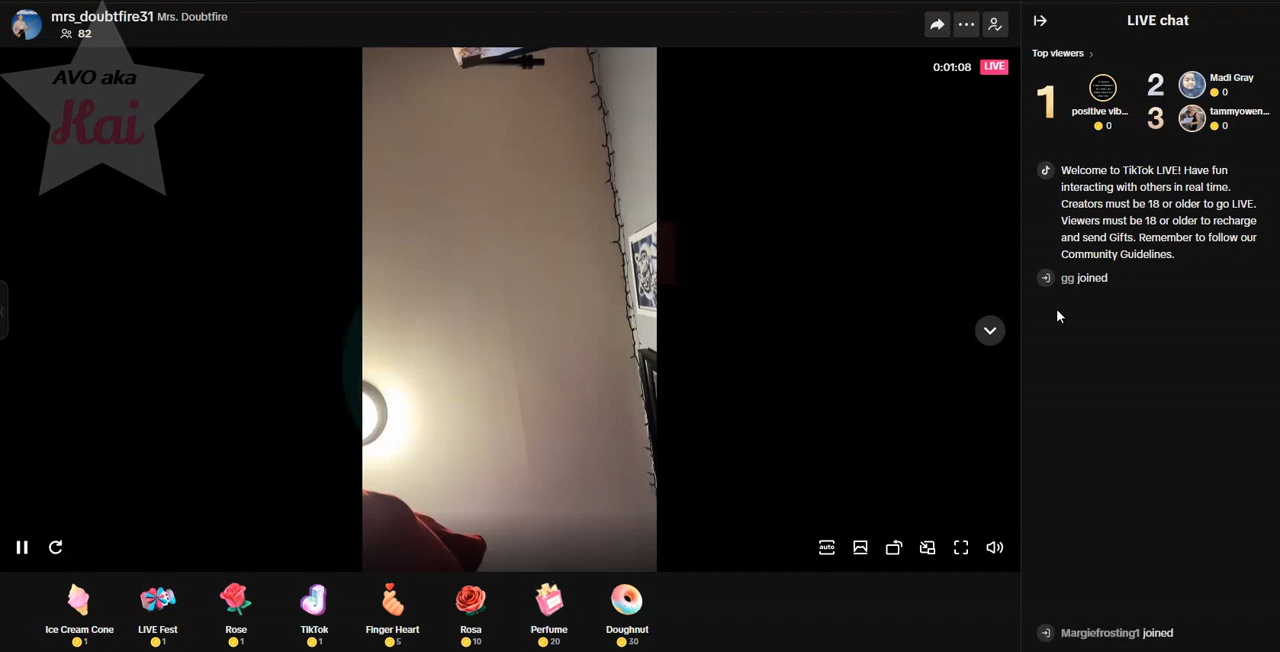 mrs_doubtfire31 Mrs. Doubtfire
82
AVO aka
Kai
0:01:08 LIVE
LIVE chat
Top viewers
1
positive vib...
0
2
Madi Gray
0
3
tammyowen...
0
Welcome to TikTok LIVE! Have fun
interacting with others in real time.
Creators must be 18 or older to go LIVE.
Viewers must be 18 or older to recharge
and send Gifts. Remember to follow our
Community Guidelines.
gg joined
auto
Ice Cream Cone
1
LIVE Fest
1
Rose
1
TikTok
1
Finger Heart
5
Rosa
10
Perfume
20
Doughnut
30
Margiefrosting1 joined